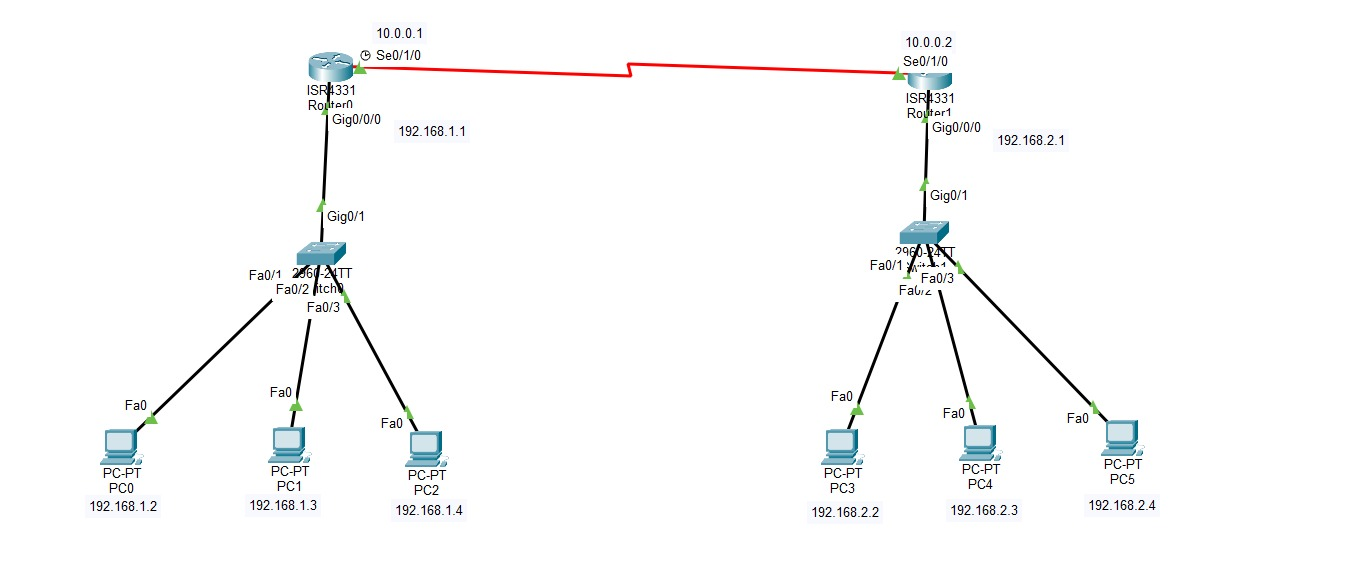 10.0.0.1
Se0/1/0
ISR4331
Router0
Gig0/0/0
192.168.1.1
Gig0/1
2960-24TT
Fa0/1
Fa0/2
Fa0/3
Fa0
PC-PT
PC0
192.168.1.2
Fa0
PC-PT
PC1
192.168.1.3
Fa0
PC-PT
PC2
192.168.1.4
10.0.0.2
Se0/1/0
ISR4331
Router1
Gig0/0/0
192.168.2.1
Gig0/1
2960-24TT
Fa0/1
Fa0/2
Fa0/3
Fa0
PC-PT
PC3
192.168.2.2
Fa0
PC-PT
PC4
192.168.2.3
Fa0
PC-PT
PC5
192.168.2.4